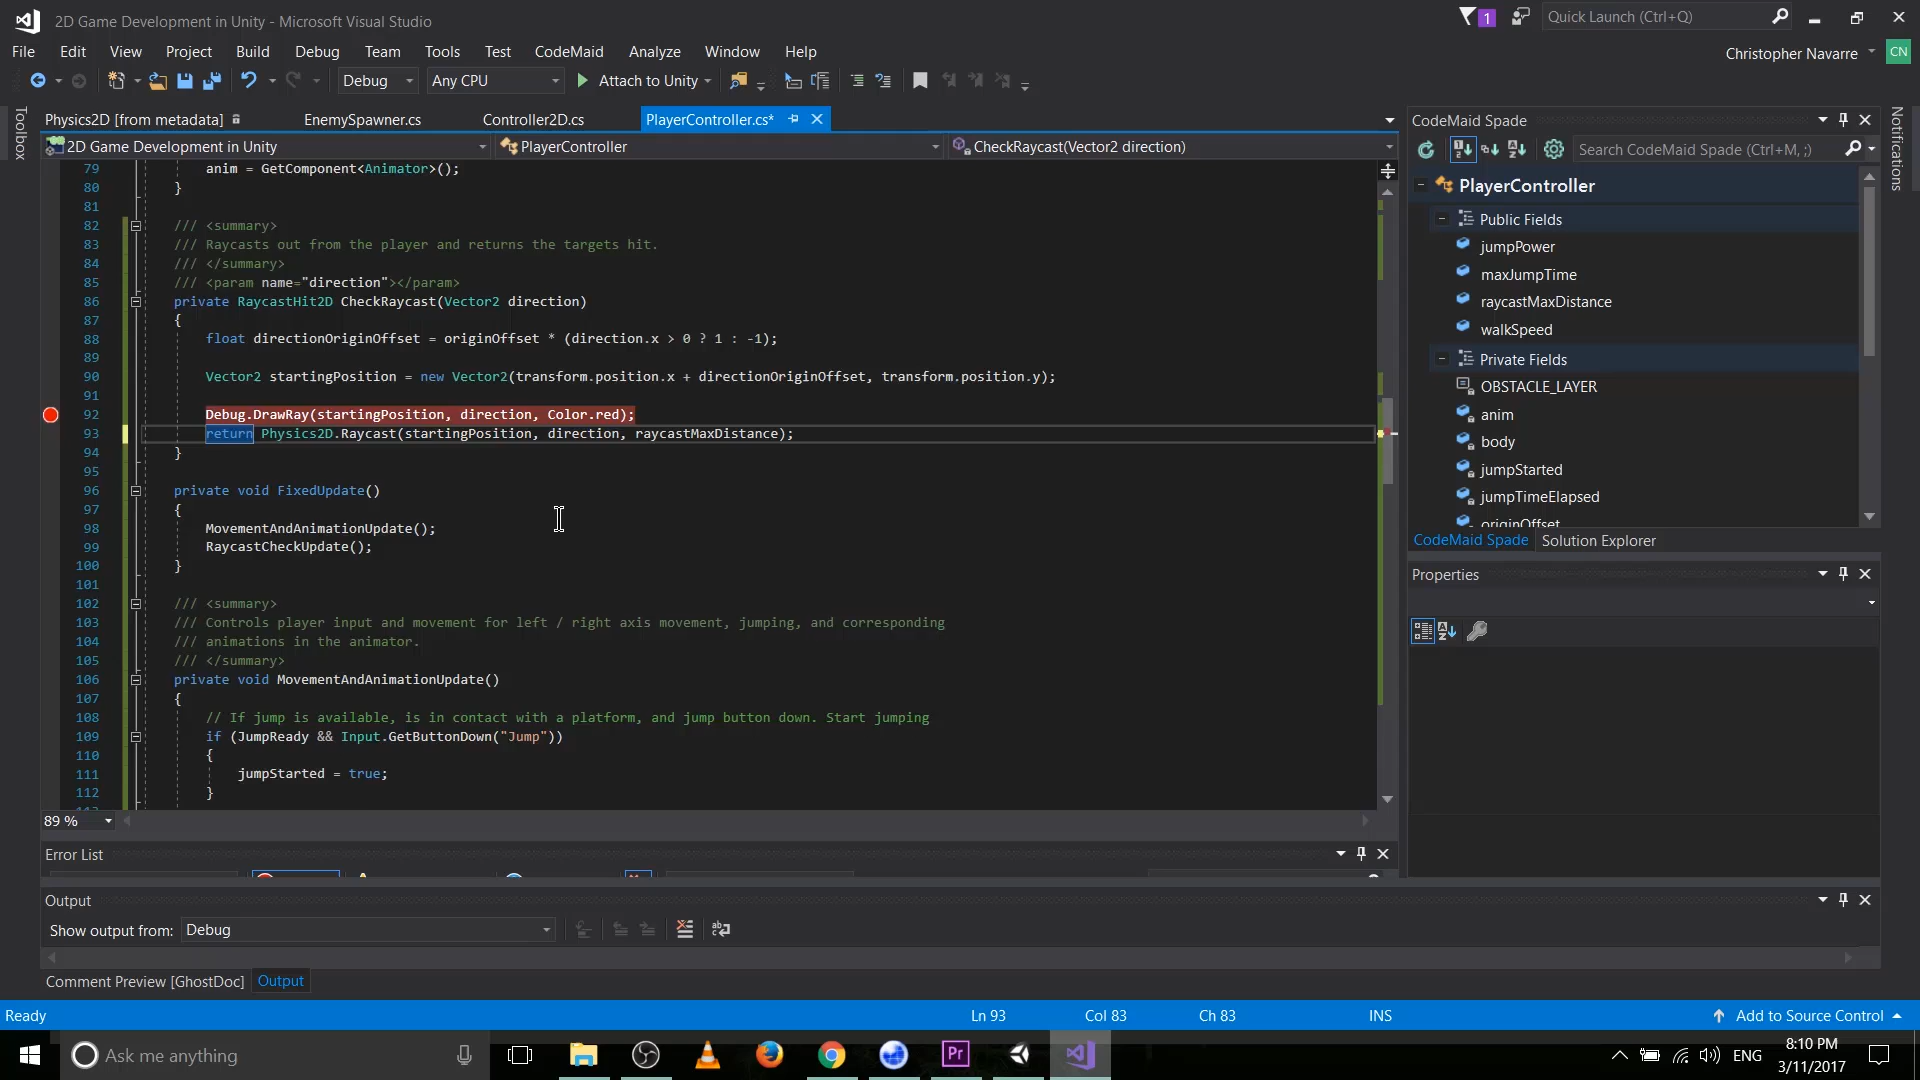 2D Game Development in Unity - Microsoft Visual Studio
1
Quick Launch (Ctrl+Q)
File Edit View Project Build Debug Team Tools Test CodeMaid Analyze Window Help
Christopher Navarre CN
Debug Any CPU Attach to Unity
Toolbox
Physics2D [from metadata] EnemySpawner.cs Controller2D.cs PlayerController.cs*
2D Game Development in Unity PlayerController CheckRaycast(Vector2 direction)
79 anim = GetComponent<Animator>();
80 }
81
82 /// <summary>
83 /// Raycasts out from the player and returns the targets hit.
84 /// </summary>
85 /// <param name="direction"></param>
86 private RaycastHit2D CheckRaycast(Vector2 direction)
87 {
88 float directionOriginOffset = originOffset * (direction.x > 0 ? 1 : -1);
89
90 Vector2 startingPosition = new Vector2(transform.position.x + directionOriginOffset, transform.position.y);
91
92 Debug.DrawRay(startingPosition, direction, Color.red);
93 return Physics2D.Raycast(startingPosition, direction, raycastMaxDistance);
94 }
95
96 private void FixedUpdate()
97 {
98 MovementAndAnimationUpdate();
99 RaycastCheckUpdate();
100 }
101
102 /// <summary>
103 /// Controls player input and movement for left / right axis movement, jumping, and corresponding
104 /// animations in the animator.
105 /// </summary>
106 private void MovementAndAnimationUpdate()
107 {
108 // If jump is available, is in contact with a platform, and jump button down. Start jumping
109 if (JumpReady && Input.GetButtonDown("Jump"))
110 {
111 jumpStarted = true;
112 }
89 %
CodeMaid Spade
Search CodeMaid Spade (Ctrl+M, ;)
PlayerController
Public Fields
jumpPower
maxJumpTime
raycastMaxDistance
walkSpeed
Private Fields
OBSTACLE_LAYER
anim
body
jumpStarted
jumpTimeElapsed
originOffset
CodeMaid Spade Solution Explorer
Properties
Notifications
Error List
Output
Show output from: Debug
Comment Preview [GhostDoc] Output
Ready Ln 93 Col 83 Ch 83 INS Add to Source Control
Ask me anything
Pr
ENG
8:10 PM
3/11/2017